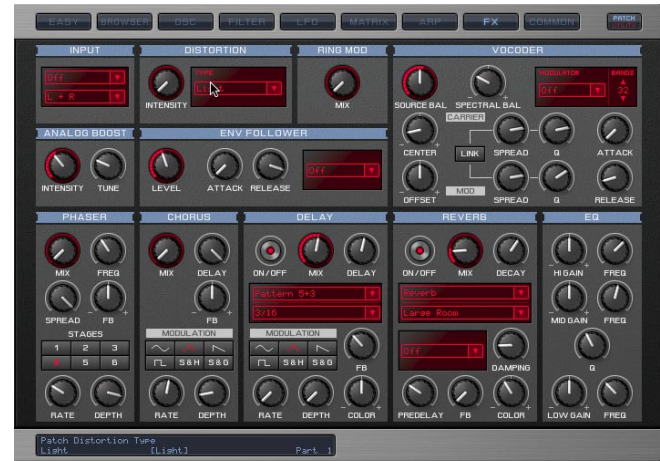 EASY BROWSER OSC FILTER LFO MATRIX ARP FX COMMON PATCH
INPUT DISTORTION RING MOD VOCODER
Off
L + R
TYPE
Light
INTENSITY
MIX
SOURCE BAL SPECTRAL BAL
MODULATOR
Off
BANDS
32
CARRIER
CENTER LINK SPREAD Q ATTACK
OFFSET MOD SPREAD Q RELEASE
ANALOG BOOST ENV FOLLOWER
INTENSITY TUNE LEVEL ATTACK RELEASE Off
PHASER CHORUS DELAY REVERB EQ
MIX FREQ MIX DELAY ON/OFF MIX DELAY ON/OFF MIX DECAY HI GAIN FREQ
SPREAD FB FB
Pattern 5+3
3/16
Reverb
Large Room
MID GAIN FREQ
STAGES
1 2 3
4 5 6
MODULATION
S&H S&G
MODULATION
S&H S&G
FB
Off
DAMPING
Q
RATE DEPTH RATE DEPTH RATE DEPTH COLOR PREDELAY FB COLOR LOW GAIN FREQ
Patch Distortion Type
Light [Light] Part 1